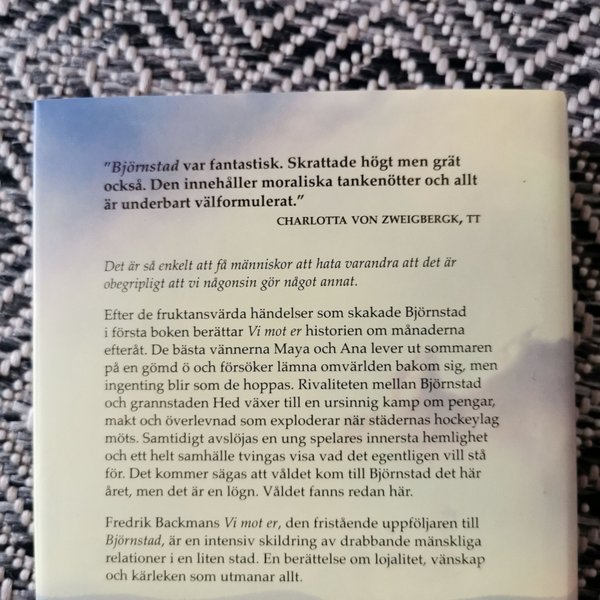 "Björnstad var fantastisk. Skrattade högt men grät
också. Den innehåller moraliska tankenötter och allt
är underbart välformulerat."
CHARLOTTA VON ZWEIGBERGK, TT
Det är så enkelt att få människor att hata varandra att det är
obegripligt att vi någonsin gör något annat.
Efter de fruktansvärda händelser som skakade Björnstad
i första boken berättar Vi mot er historien om månaderna
efteråt. De bästa vännerna Maya och Ana lever ut sommaren
på en gömd ö och försöker lämna omvärlden bakom sig, men
ingenting blir som de hoppas. Rivaliteten mellan Björnstad
och grannstaden Hed växer till en ursinnig kamp om pengar,
makt och överlevnad som exploderar när städernas hockeylag
möts. Samtidigt avslöjas en ung spelares innersta hemlighet
och ett helt samhälle tvingas visa vad det egentligen vill stå
för. Det kommer sägas att våldet kom till Björnstad det här
året, men det är en lögn. Våldet fanns redan här.
Fredrik Backmans Vi mot er, den fristående uppföljaren till
Björnstad, är en intensiv skildring av drabbande mänskliga
relationer i en liten stad. En berättelse om lojalitet, vänskap
och kärleken som utmanar allt.